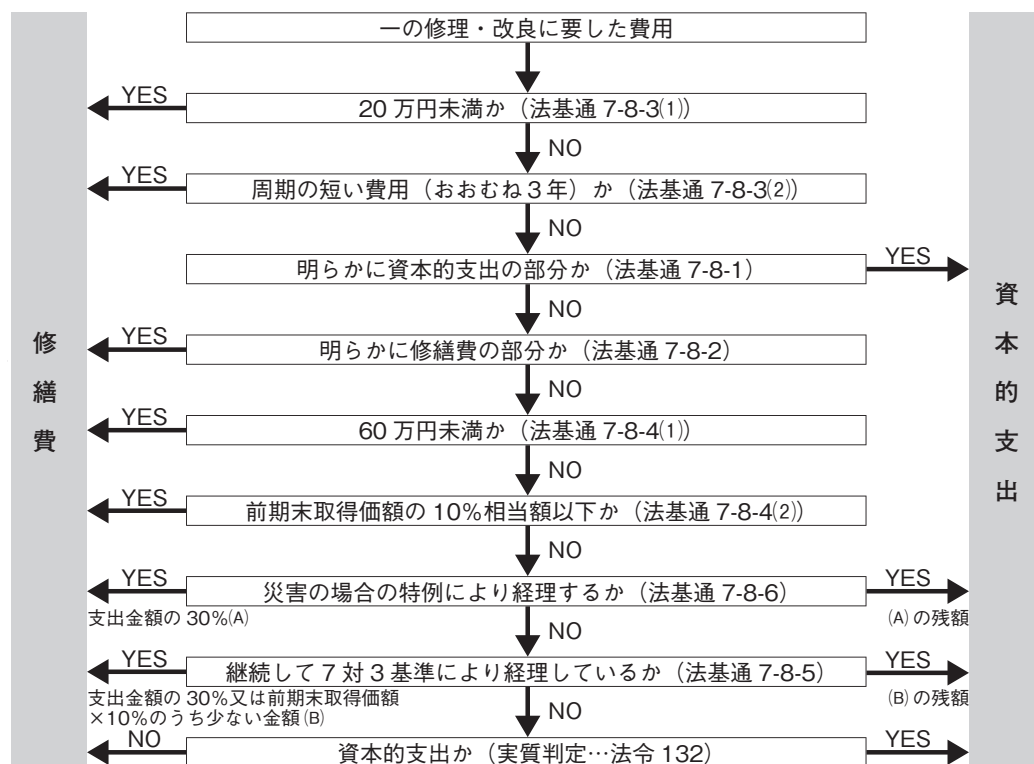 一の修理・改良に要した費用
YES
20万円未満か（法基通 7-8-3⑴）
NO
YES
周期の短い費用（おおむね3年）か（法基通 7-8-3⑵）
NO
明らかに資本的支出の部分か（法基通 7-8-1）
YES
NO
YES
明らかに修繕費の部分か（法基通 7-8-2）
NO
YES
60万円未満か（法基通 7-8-4⑴）
NO
YES
前期末取得価額の10％相当額以下か（法基通 7-8-4⑵）
NO
YES
災害の場合の特例により経理するか（法基通 7-8-6）
YES
支出金額の30％(A)
(A)の残額
NO
YES
継続して7対3基準により経理しているか（法基通 7-8-5）
YES
支出金額の30％又は前期末取得価額
×10％のうち少ない金額(B)
(B)の残額
NO
NO
資本的支出か（実質判定…法令132）
YES
修繕費
資本的支出